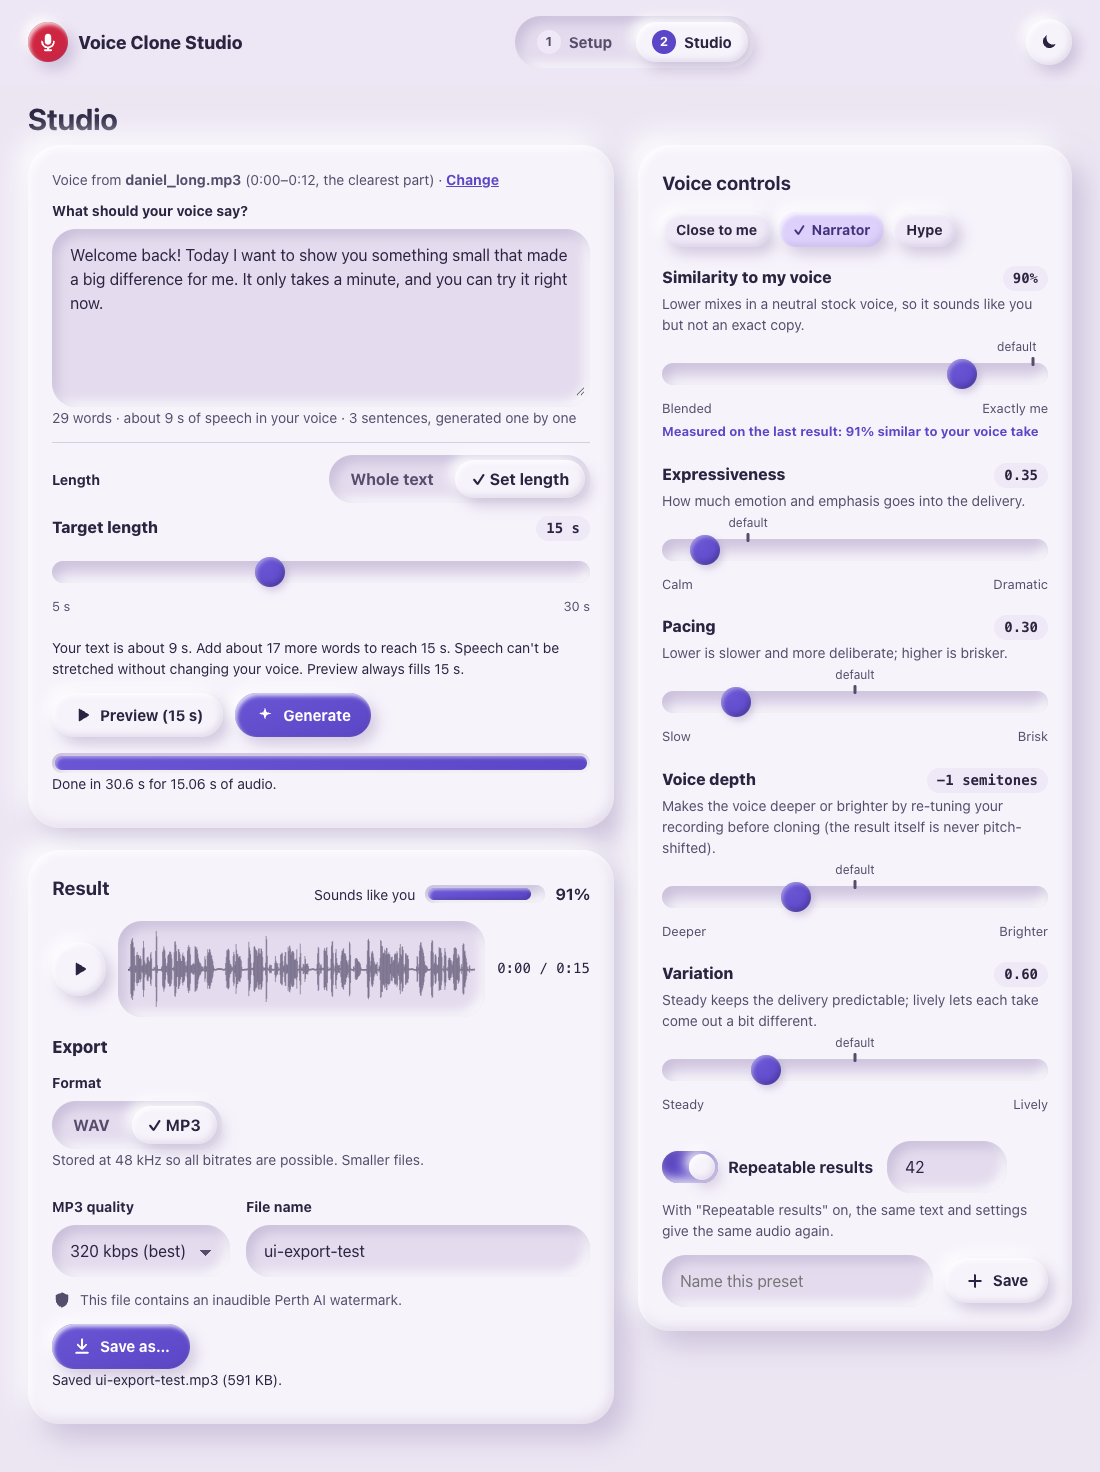 Voice Clone Studio
1 Setup
2 Studio
Studio
Voice from daniel_long.mp3 (0:00–0:12, the clearest part) · Change
What should your voice say?
Welcome back! Today I want to show you something small that made
a big difference for me. It only takes a minute, and you can try it right
now.
29 words · about 9 s of speech in your voice · 3 sentences, generated one by one
Length
Whole text
✓ Set length
Target length
15 s
5 s
30 s
Your text is about 9 s. Add about 17 more words to reach 15 s. Speech can't be
stretched without changing your voice. Preview always fills 15 s.
Preview (15 s)
Generate
Done in 30.6 s for 15.06 s of audio.
Result
Sounds like you
91%
0:00 / 0:15
Export
Format
WAV
✓ MP3
Stored at 48 kHz so all bitrates are possible. Smaller files.
MP3 quality
File name
320 kbps (best)
ui-export-test
This file contains an inaudible Perth AI watermark.
Save as...
Saved ui-export-test.mp3 (591 KB).
Voice controls
Close to me
✓ Narrator
Hype
Similarity to my voice
90%
Lower mixes in a neutral stock voice, so it sounds like you
but not an exact copy.
default
Blended
Exactly me
Measured on the last result: 91% similar to your voice take
Expressiveness
0.35
How much emotion and emphasis goes into the delivery.
default
Calm
Dramatic
Pacing
0.30
Lower is slower and more deliberate; higher is brisker.
default
Slow
Brisk
Voice depth
−1 semitones
Makes the voice deeper or brighter by re-tuning your
recording before cloning (the result itself is never pitch-
shifted).
default
Deeper
Brighter
Variation
0.60
Steady keeps the delivery predictable; lively lets each take
come out a bit different.
default
Steady
Lively
Repeatable results
42
With "Repeatable results" on, the same text and settings
give the same audio again.
Name this preset
Save